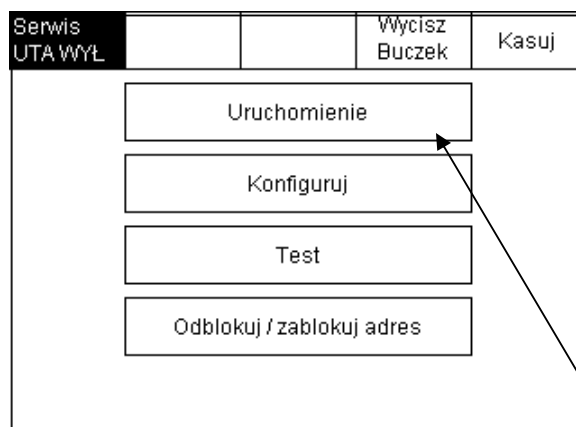 Serwis
UTA WYŁ
Wycisz
Buczek
Kasuj
Uruchomienie
Konfiguruj
Test
Odblokuj / zablokuj adres